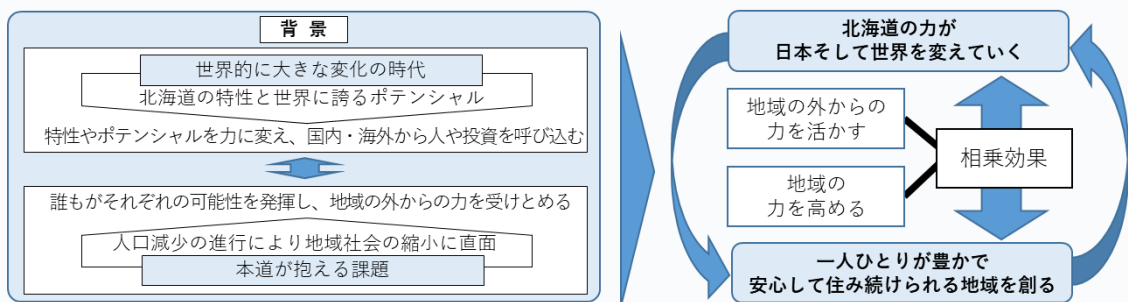 背 景
世界的に大きな変化の時代
北海道の特性と世界に誇るポテンシャル
特性やポテンシャルを力に変え、国内・海外から人や投資を呼び込む
誰もがそれぞれの可能性を発揮し、地域の外からの力を受けとめる
人口減少の進行により地域社会の縮小に直面
本道が抱える課題
北海道の力が
日本そして世界を変えていく
地域の外からの
力を活かす
相乗効果
地域の
力を高める
一人ひとりが豊かで
安心して住み続けられる地域を創る